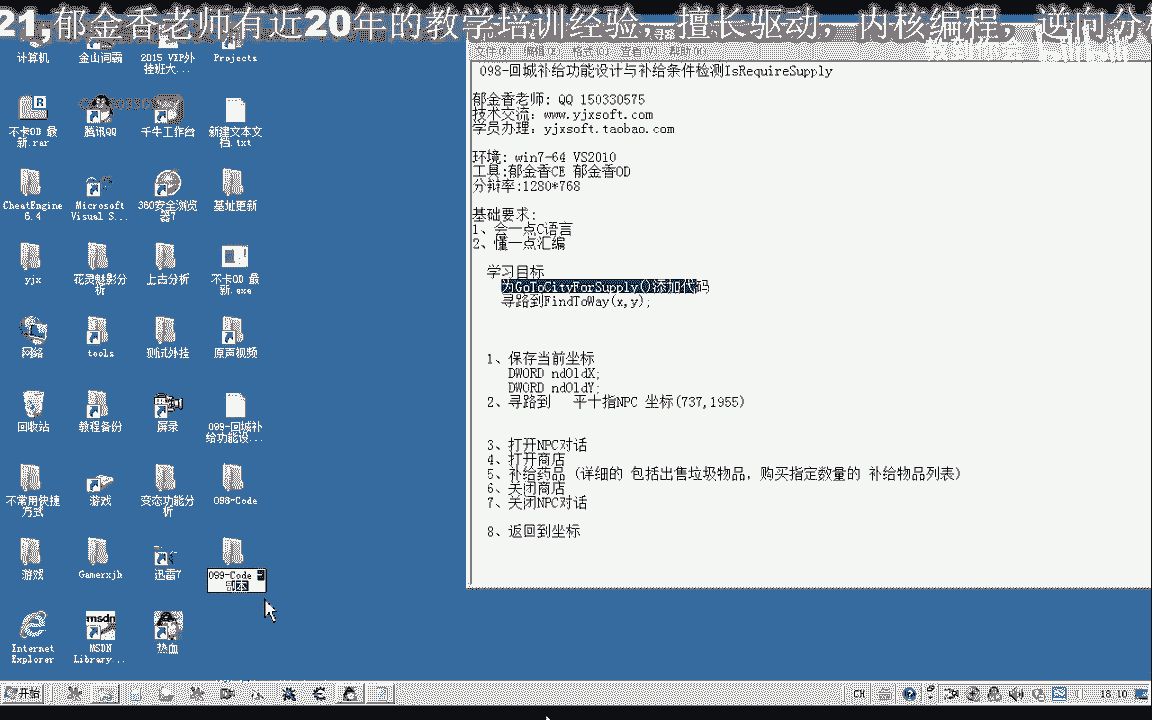 21,郁金香老师有近20年的教学培训经验,擅长驱动,内核编程,逆向分析
计算机
金山词霸
2015 VIP外
挂班大...
Projects
不卡OD 最
新.rar
腾讯QQ
千牛工作台
新建文本文
档.txt
CheatEngine
6.4
Microsoft
Visual S...
360安全浏览
器7
基址更新
yjx
花灵魅影分
析
上古分析
不卡OD 最
新.exe
网络
tools
测试外挂
原声视频
回收站
教程备份
屏录
099-回城补
给功能设...
不常用快捷
方式
游戏
变态功能分
析
098-Code
游戏
Gamerxjh
迅雷7
099-Code
Internet
Explorer
MSDN
Library...
热血
098-回城补给功能设计与补给条件检测IsRequireSupply
郁金香老师: QQ 150330575
技术交流: www.yjxsoft.com
学员办理: yjxsoft.taobao.com
环境: win7-64 VS2010
工具:郁金香CE 郁金香OD
分辩率:1280*768
基础要求:
1、会一点C语言
2、懂一点汇编
学习目标
为GoToCityForSupply()添加代码
寻路到FindToWay(x,y);
1、保存当前坐标
DWORD ndOldX;
DWORD ndOldY;
2、寻路到 平十指NPC 坐标(737,1955)
3、打开NPC对话
4、打开商店
5、补给药品 (详细的 包括出售垃圾物品，购买指定数量的 补给物品列表)
6、关闭商店
7、关闭NPC对话
8、返回到坐标
开始
CH
18:10